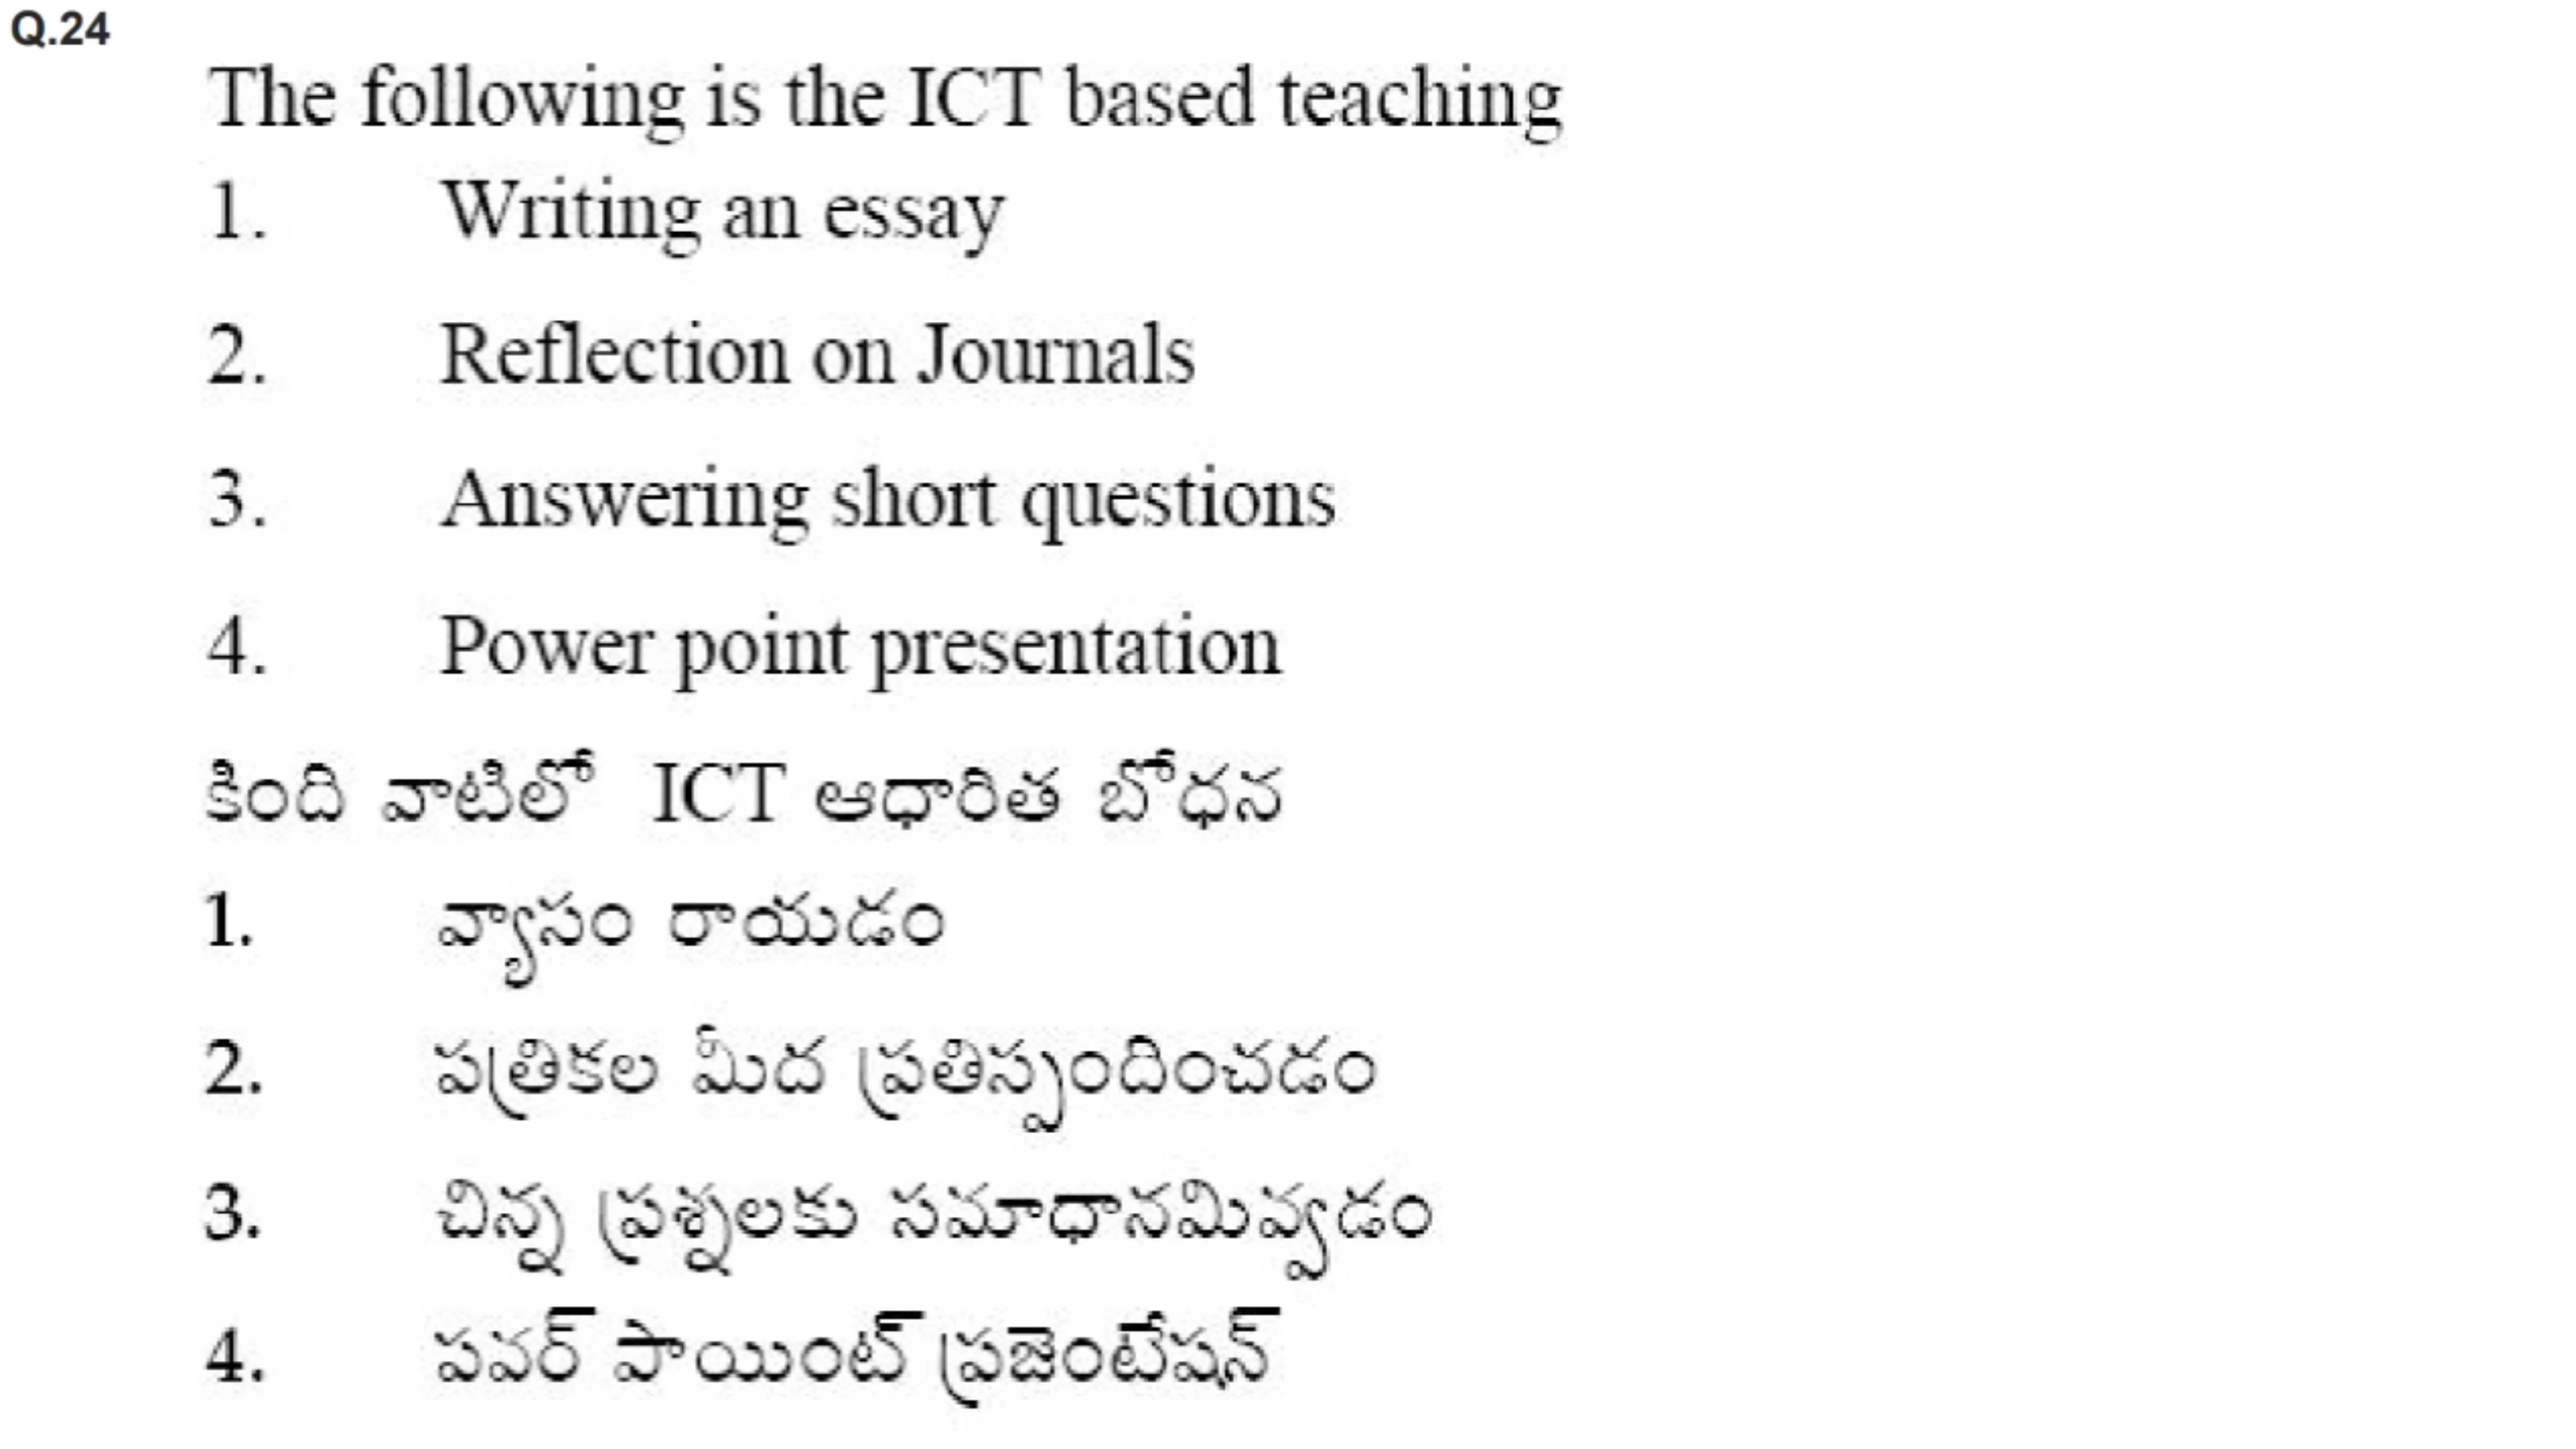 Q.24
The following is the ICT based teaching
1. Writing an essay
2. Reflection on Journals
3. Answering short questions
4. Power point presentation
కింది వాటిలో ICT ఆధారిత బోధన
1. వ్యాసం రాయడం
2. పత్రికల మీద ప్రతిస్పందించడం
3. చిన్న ప్రశ్నలకు సమాధానమివ్వడం
4. పవర్ పాయింట్ ప్రజెంటేషన్